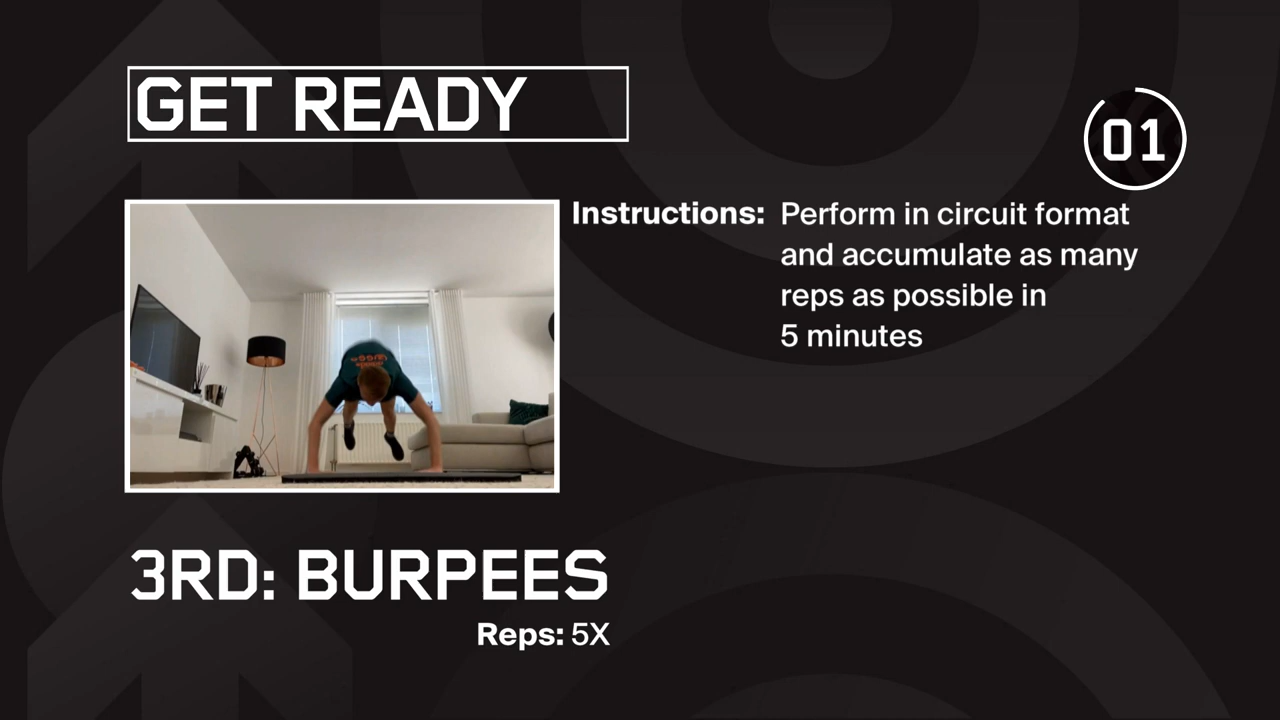 GET READY
01
Instructions: Perform in circuit format
and accumulate as many
reps as possible in
5 minutes
3RD: BURPEES
Reps: 5X